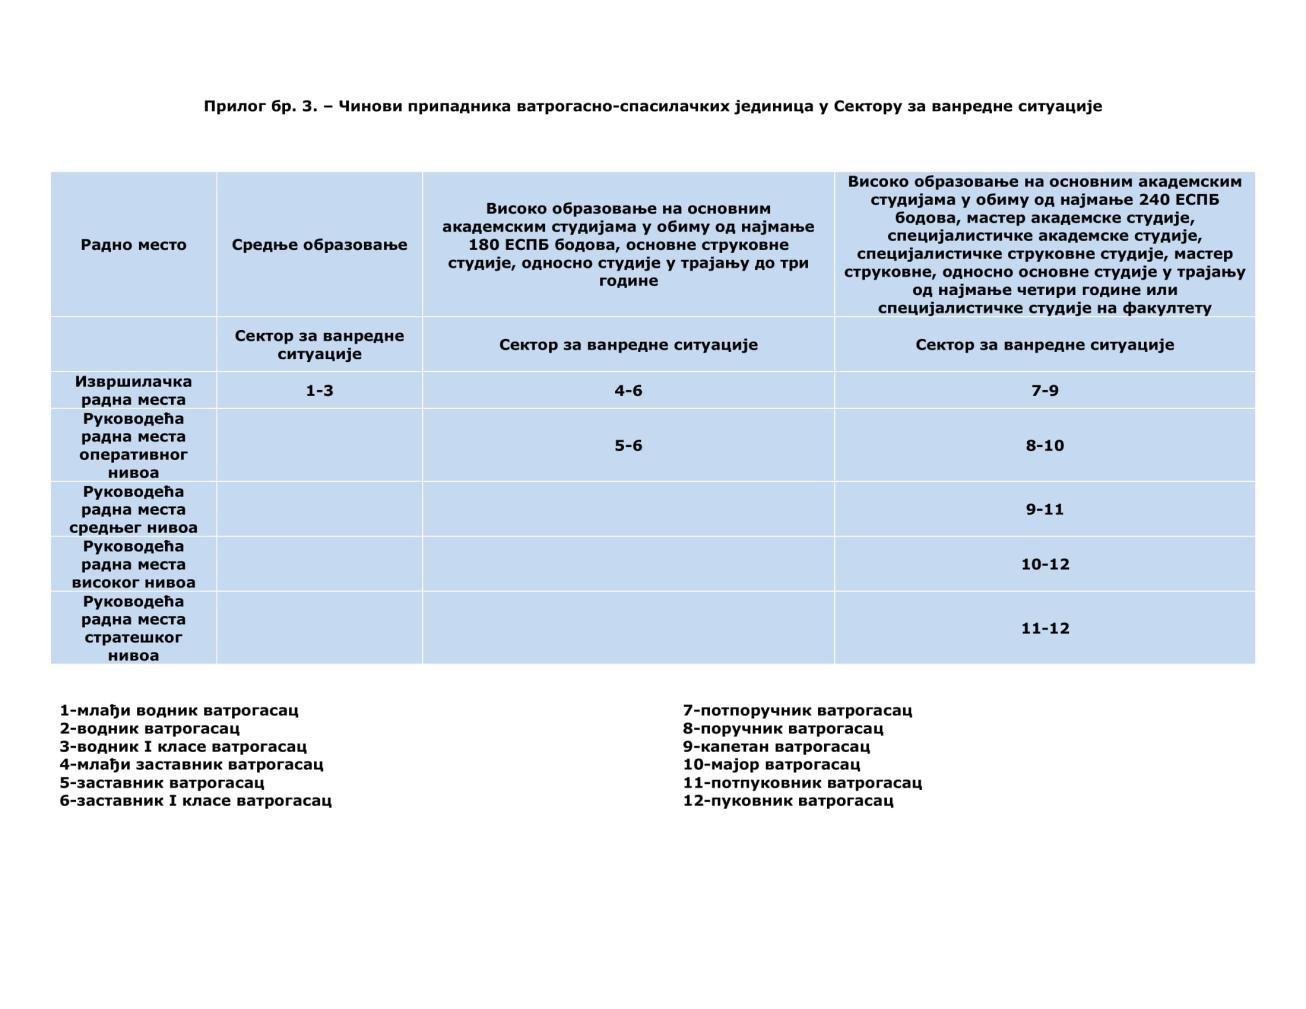 Прилог бр. 3. – Чинови припадника ватрогасно-спасилачких јединица у Сектору за ванредне ситуације
Радно место
Средње образовање
Високо образовање на основним
академским студијама у обиму од најмање
180 ЕСПБ бодова, основне струковне
студије, односно студије у трајању до три
године
Високо образовање на основним академским
студијама у обиму од најмање 240 ЕСПБ
бодова, мастер академске студије,
специјалистичке академске студије,
специјалистичке струковне студије, мастер
струковне, односно основне студије у трајању
од најмање четири године или
специјалистичке студије на факултету
Сектор за ванредне
ситуације
Сектор за ванредне ситуације
Сектор за ванредне ситуације
Извршилачка
радна места
1-3
4-6
7-9
Руководећа
радна места
оперативног
нивоа
5-6
8-10
Руководећа
радна места
средњег нивоа
9-11
Руководећа
радна места
високог нивоа
10-12
Руководећа
радна места
стратешког
нивоа
11-12
1-млађи водник ватрогасац
2-водник ватрогасац
3-водник I класе ватрогасац
4-млађи заставник ватрогасац
5-заставник ватрогасац
6-заставник I класе ватрогасац
7-потпоручник ватрогасац
8-поручник ватрогасац
9-капетан ватрогасац
10-мајор ватрогасац
11-потпуковник ватрогасац
12-пуковник ватрогасац